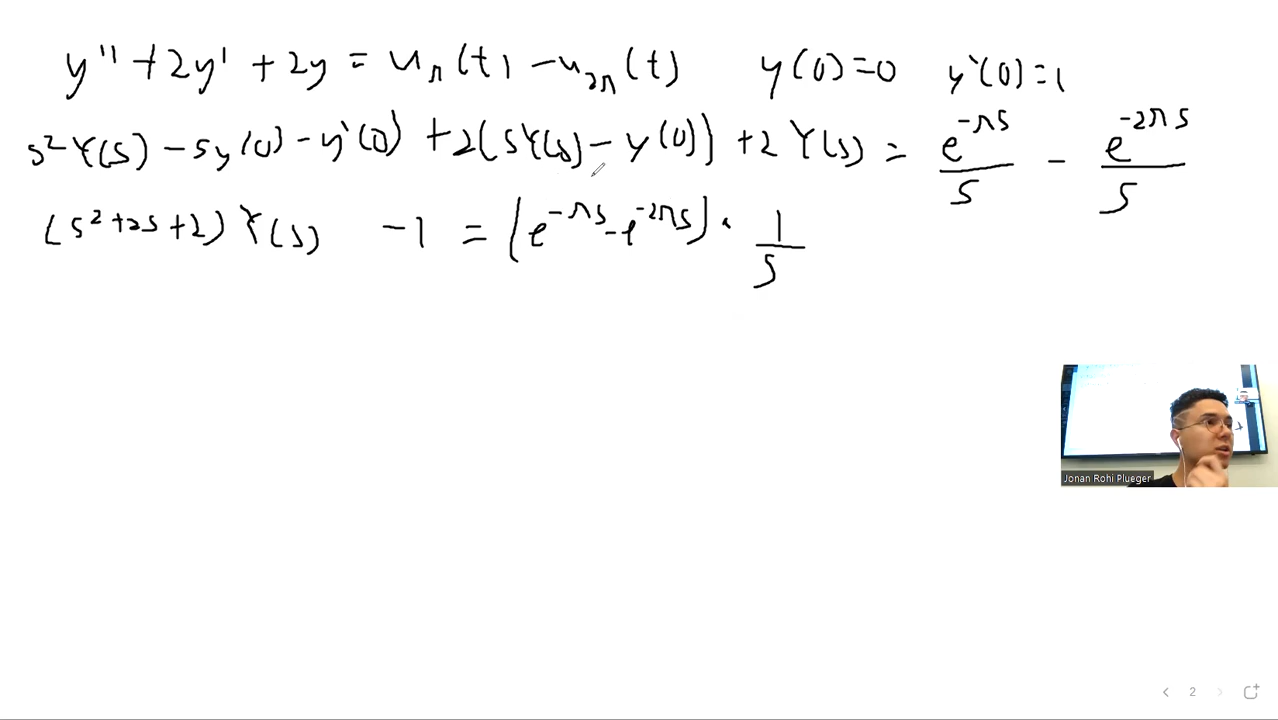 y'' + 2y' + 2y = u_π(t) - u_2π(t) y(0)=0 y'(0)=1
s² Y(s) - sy(0) - y'(0) + 2(sY(s) - y(0)) + 2Y(s) = e^{-πs}/s - e^{-2πs}/s
(s²+2s+2) Y(s) -1 = (e^{-πs} - e^{-2πs}) · 1/s
Jonan Rohi Plueger
2